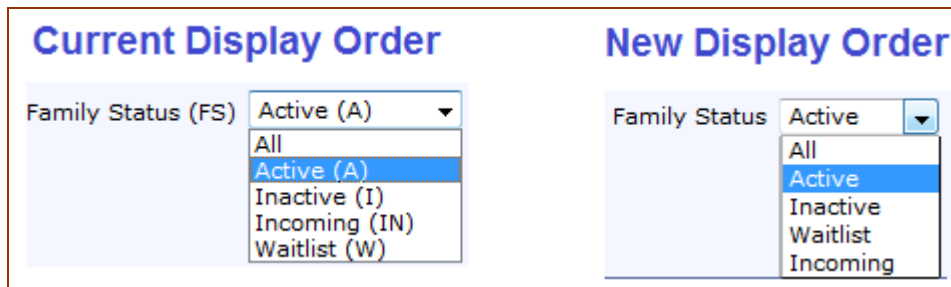 Current Display Order
Family Status (FS) Active (A)
All
Active (A)
Inactive (I)
Incoming (IN)
Waitlist (W)
New Display Order
Family Status Active
All
Active
Inactive
Waitlist
Incoming